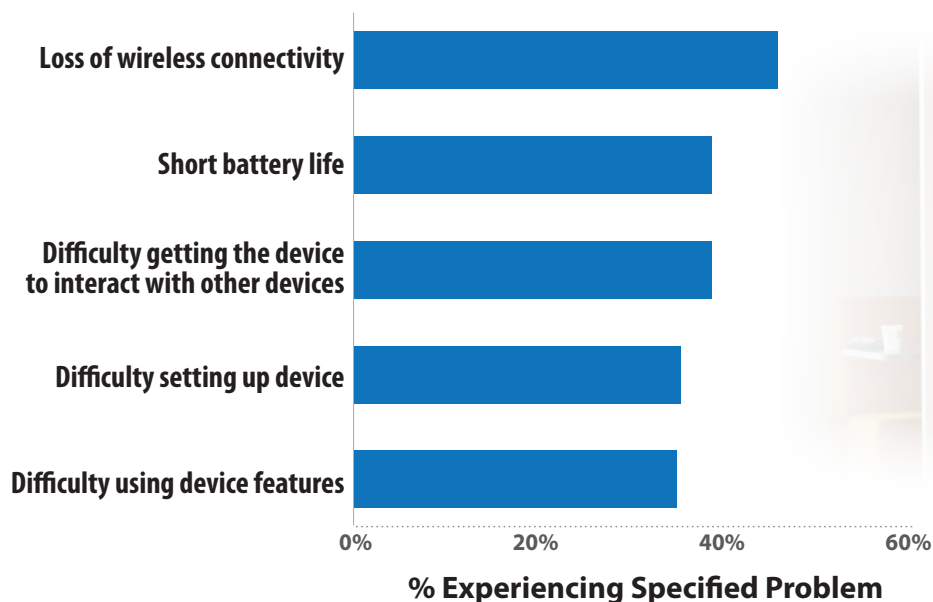 Loss of wireless connectivity
Short battery life
Difficulty getting the device
to interact with other devices
Difficulty setting up device
Difficulty using device features
0% 20% 40% 60%
% Experiencing Specified Problem